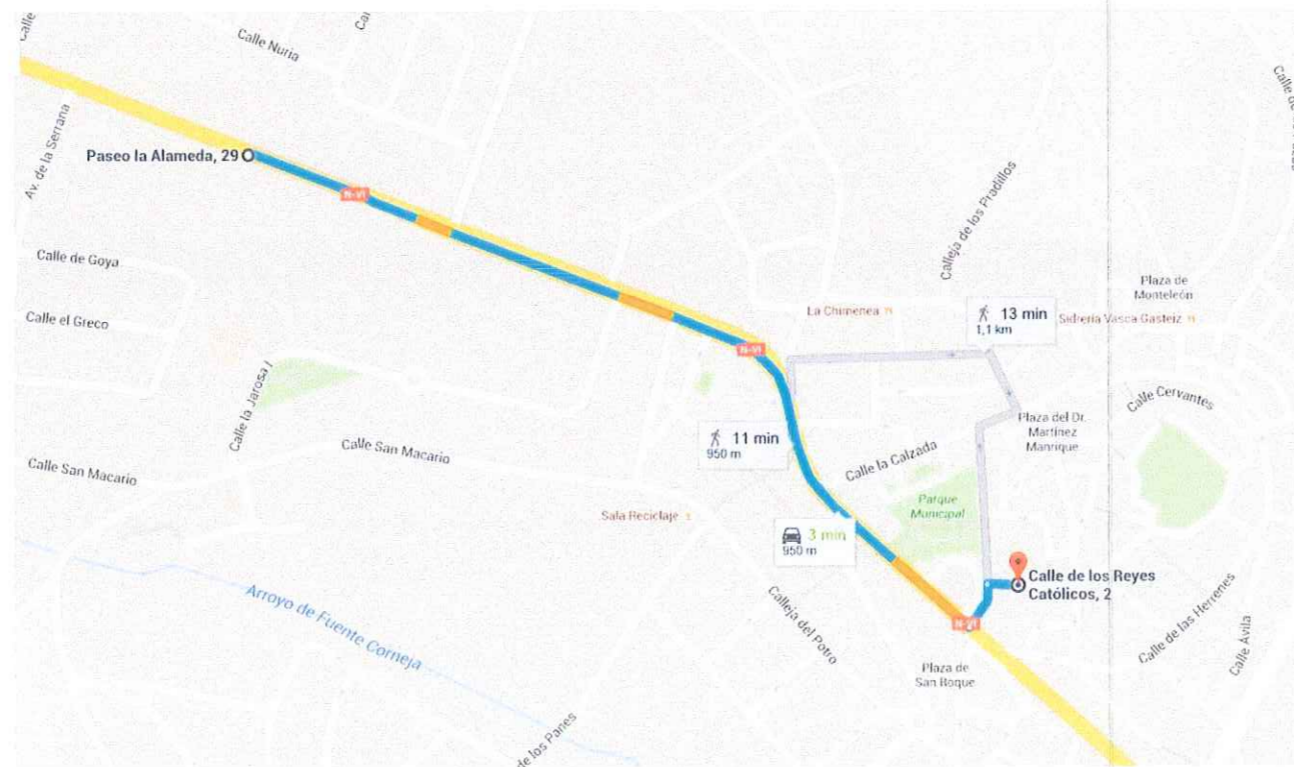 Calle
Calle Nuria
Cal
Av. de la Serrana
Paseo la Alameda, 29
N-VI
Calle de Goya
Calle el Greco
Calle la Jarosa I
Calle San Macario
Calle San Macario
Calleja de los Pradillos
Plaza de
Monteleón
La Chimenea
13 min
1,1 km
Sidrería Vasca Gasteiz
N-VI
Calle Cervantes
Plaza del Dr.
Martínez
Manrique
11 min
950 m
Calle la Calzada
Parque
Municipal
Sala Reciclaje
3 min
950 m
Calle de los Reyes
Católicos, 2
Arroyo de Fuente Corneja
Calleja del Potro
N-VI
Plaza de
San Roque
Calle de las Herrenes
Calle Ávila
de los Panes